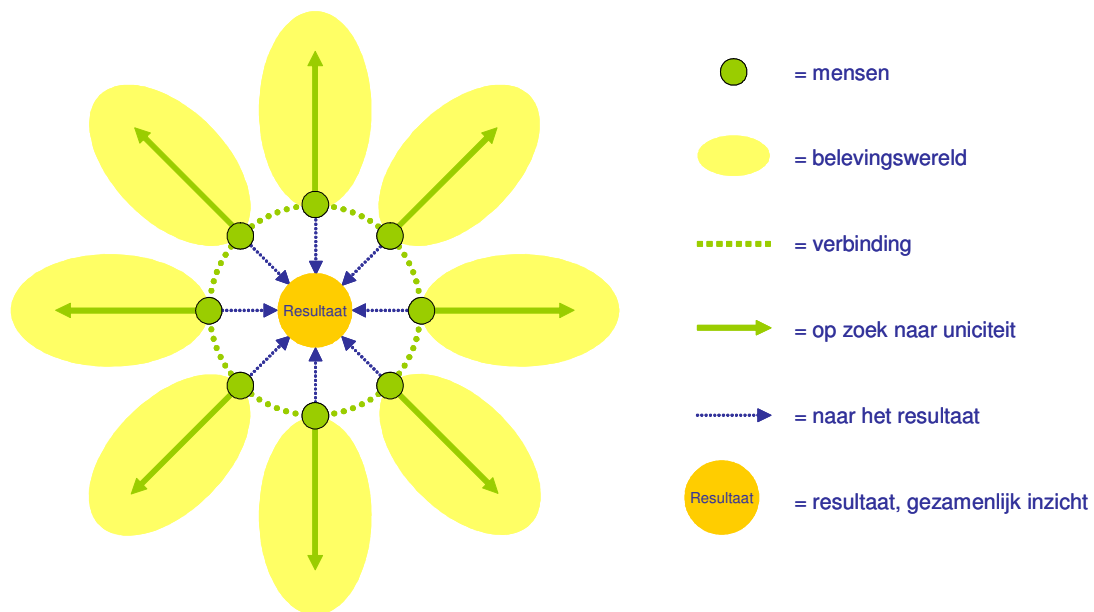 Resultaat
= mensen
= belevingswereld
= verbinding
= op zoek naar uniciteit
= naar het resultaat
Resultaat
= resultaat, gezamenlijk inzicht